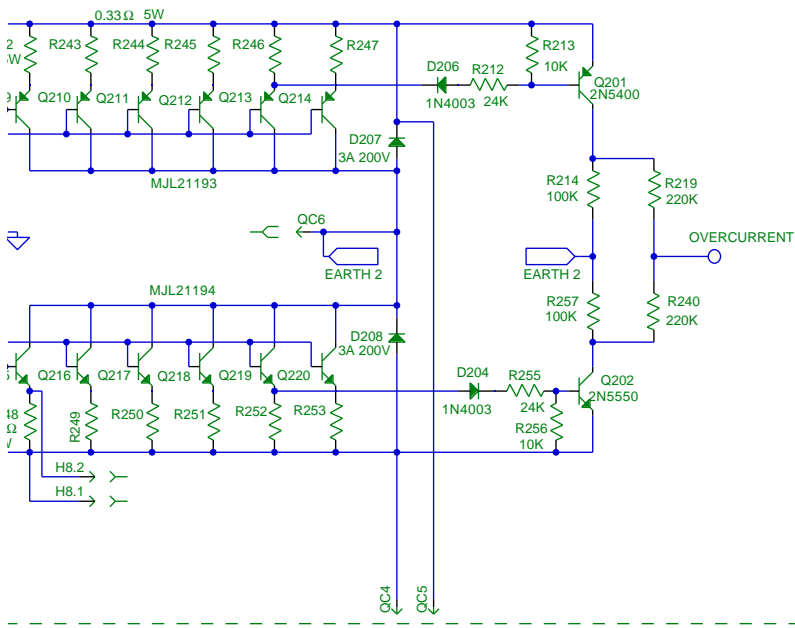 0.33Ω 5W
2
W
R243
R244
R245
R246
R247
R213
10K
D206
R212
1N4003
24K
Q201
2N5400
9
Q210
Q211
Q212
Q213
Q214
D207
3A 200V
MJL21193
R214
100K
R219
220K
QC6
EARTH 2
EARTH 2
OVERCURRENT
MJL21194
R257
100K
R240
220K
D208
3A 200V
Q216
Q217
Q218
Q219
Q220
D204
R255
1N4003
24K
Q202
2N5550
48
Ω
W
R249
R250
R251
R252
R253
R256
10K
H8.2
H8.1
QC4
QC5